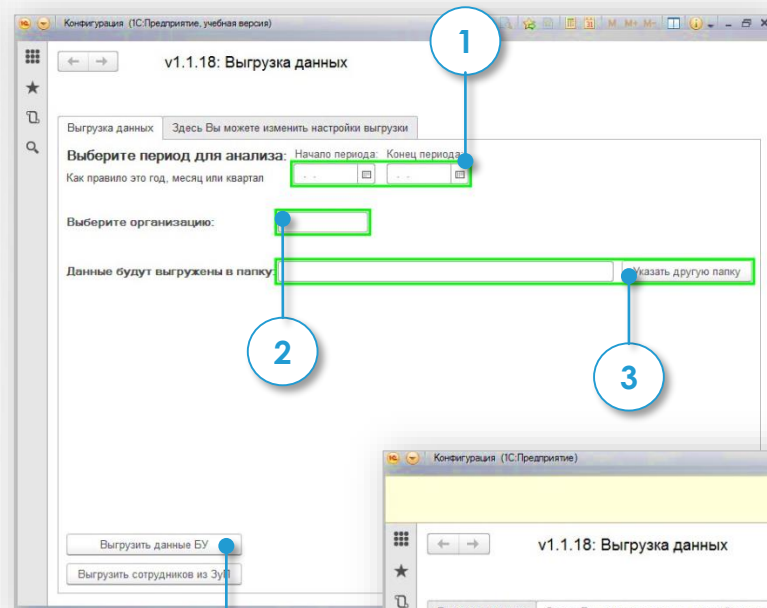 Конфигурация (1С:Предприятие, учебная версия)
M M+ M-
1
v1.1.18: Выгрузка данных
Выгрузка данных
Здесь Вы можете изменить настройки выгрузки
Выберите период для анализа: Начало периода: Конец периода
Как правило это год, месяц или квартал
Выберите организацию:
Данные будут выгружены в папку: Указать другую папку
2
3
Конфигурация (1С:Предприятие)
v1.1.18: Выгрузка данных
Выгрузить данные БУ
Выгрузить сотрудников из ЗуП